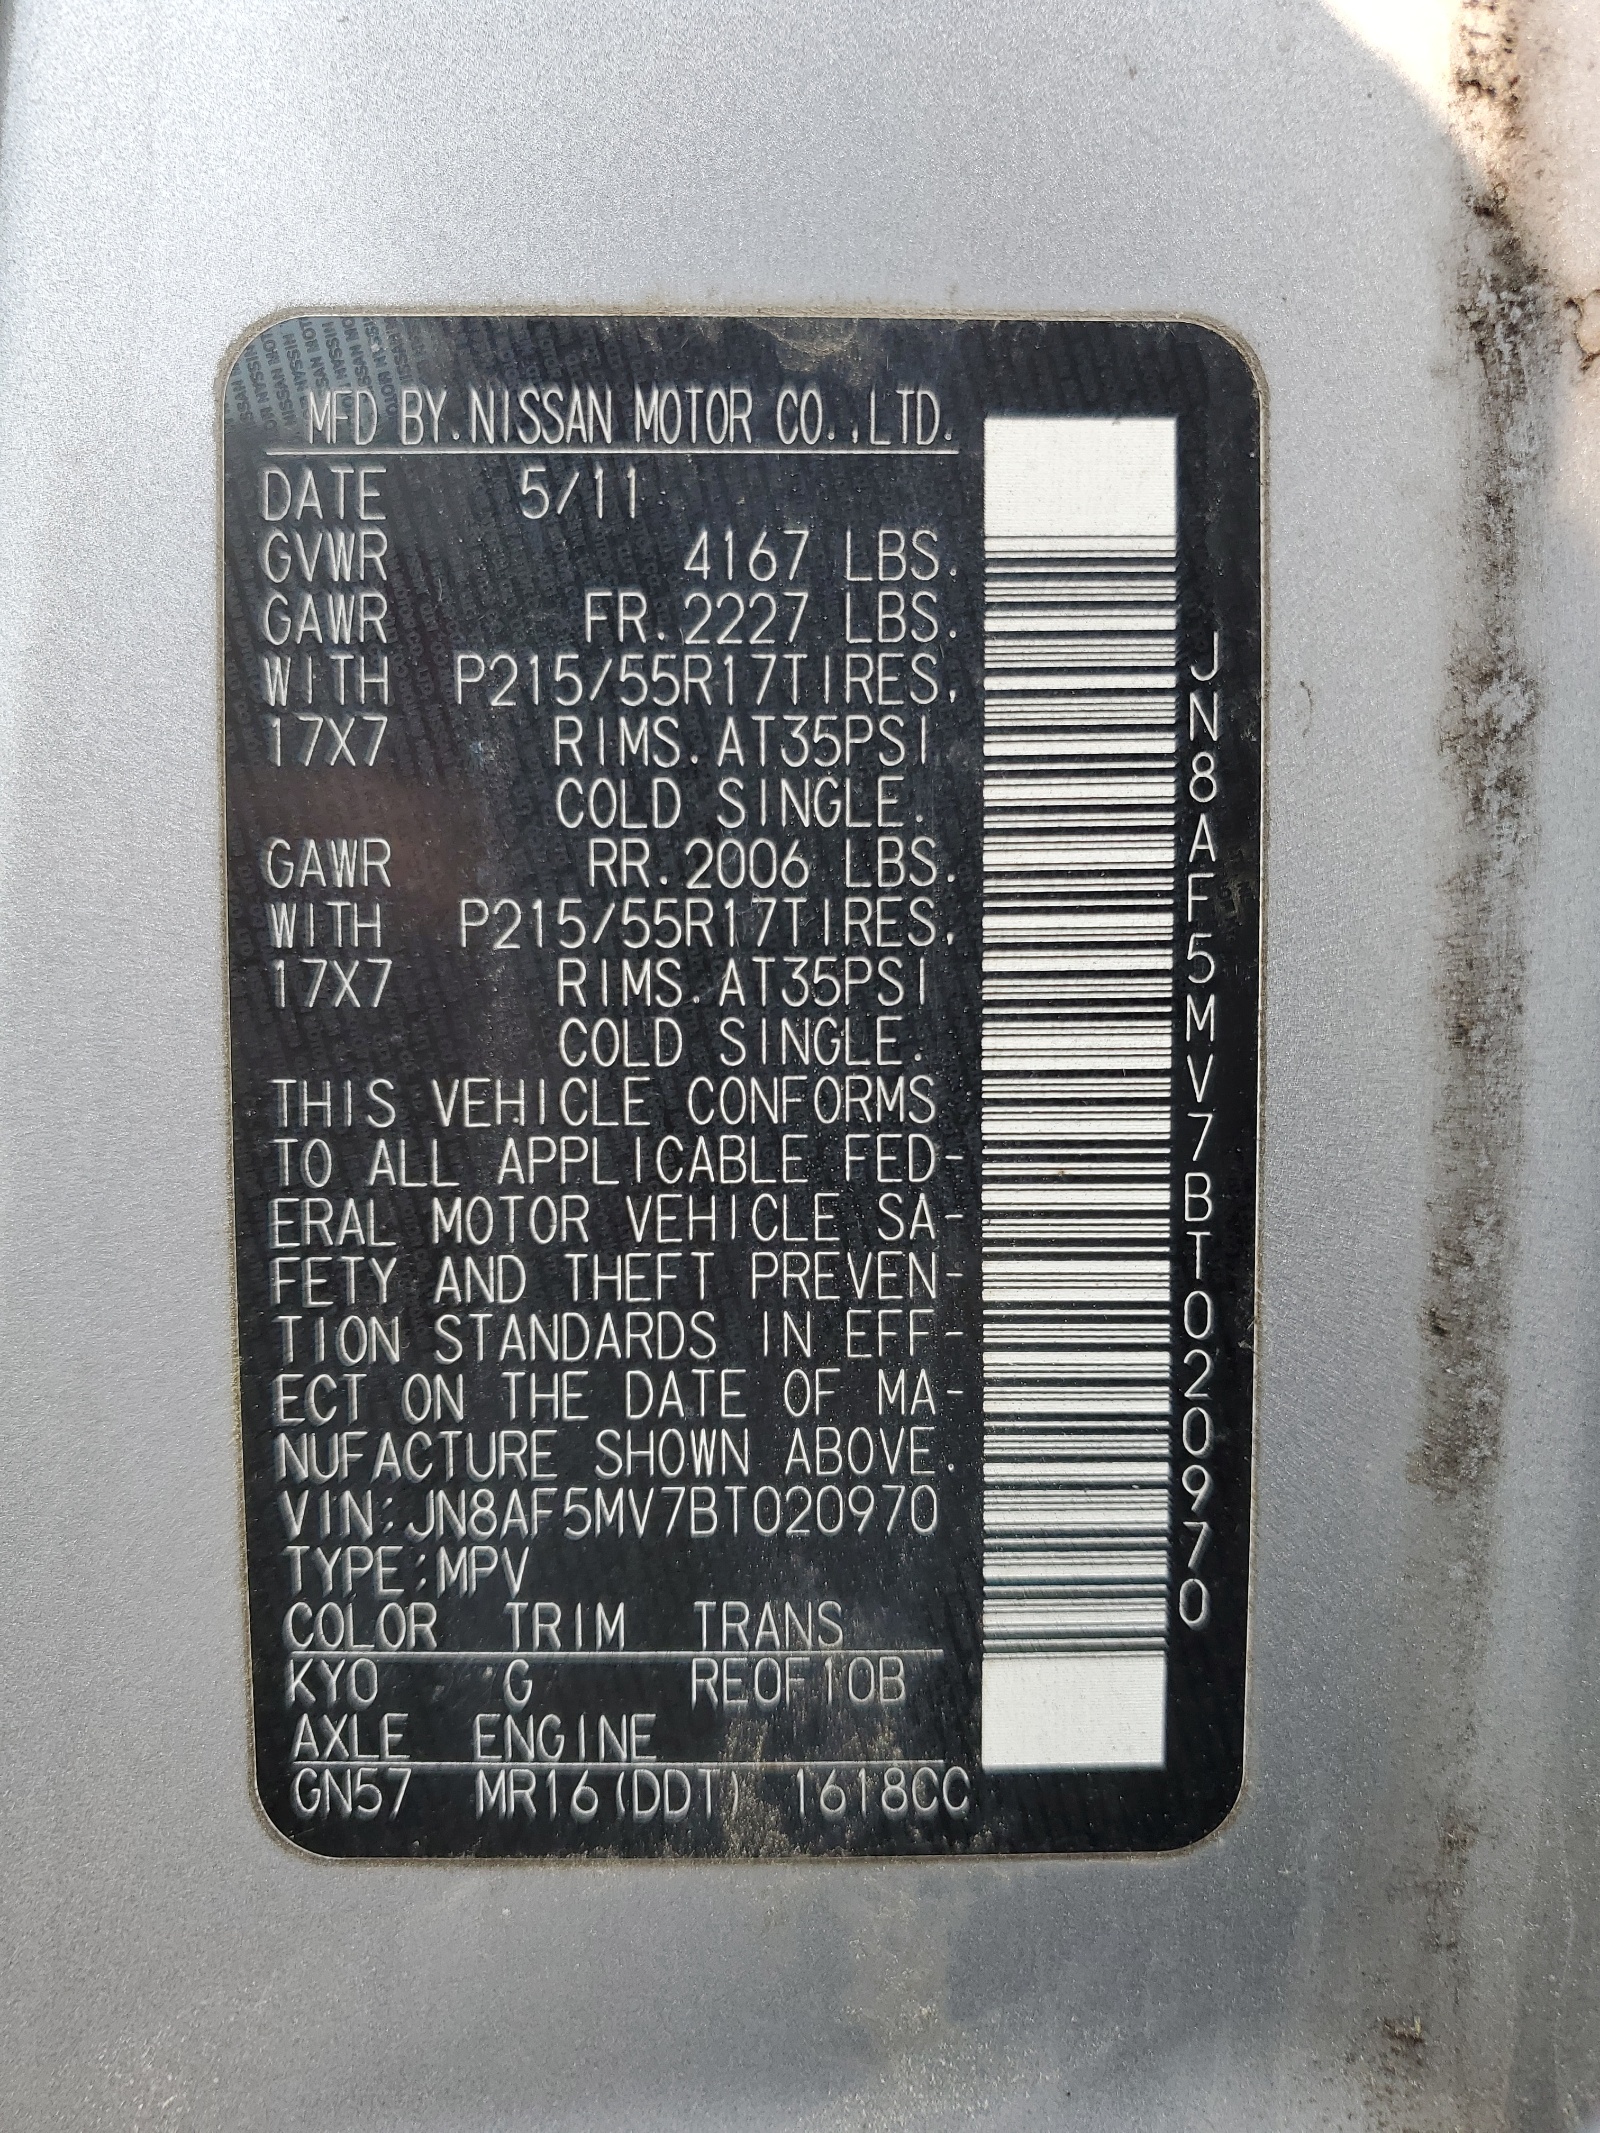 MFD BY.NISSAN MOTOR CO.,LTD.
DATE 5/11
GVWR 4167 LBS.
GAWR FR.2227 LBS.
WITH P215/55R17TIRES,
17X7 RIMS.AT35PSI
COLD SINGLE.
GAWR RR.2006 LBS.
WITH P215/55R17TIRES,
17X7 RIMS.AT35PSI
COLD SINGLE.
THIS VEHICLE CONFORMS
TO ALL APPLICABLE FED-
ERAL MOTOR VEHICLE SA-
FETY AND THEFT PREVEN-
TION STANDARDS IN EFF-
ECT ON THE DATE OF MA-
NUFACTURE SHOWN ABOVE.
VIN:JN8AF5MV7BT020970
TYPE:MPV
COLOR TRIM TRANS
KY0 G RE0F10B
AXLE ENGINE
GN57 MR16(DDT) 1618CC
JN8AF5MV7BT020970